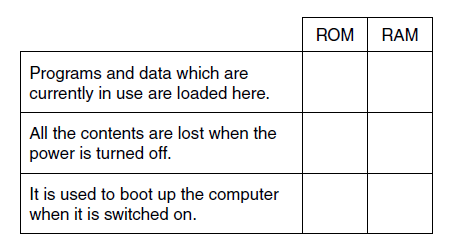 ROM RAM
Programs and data which are
currently in use are loaded here.
All the contents are lost when the
power is turned off.
It is used to boot up the computer
when it is switched on.